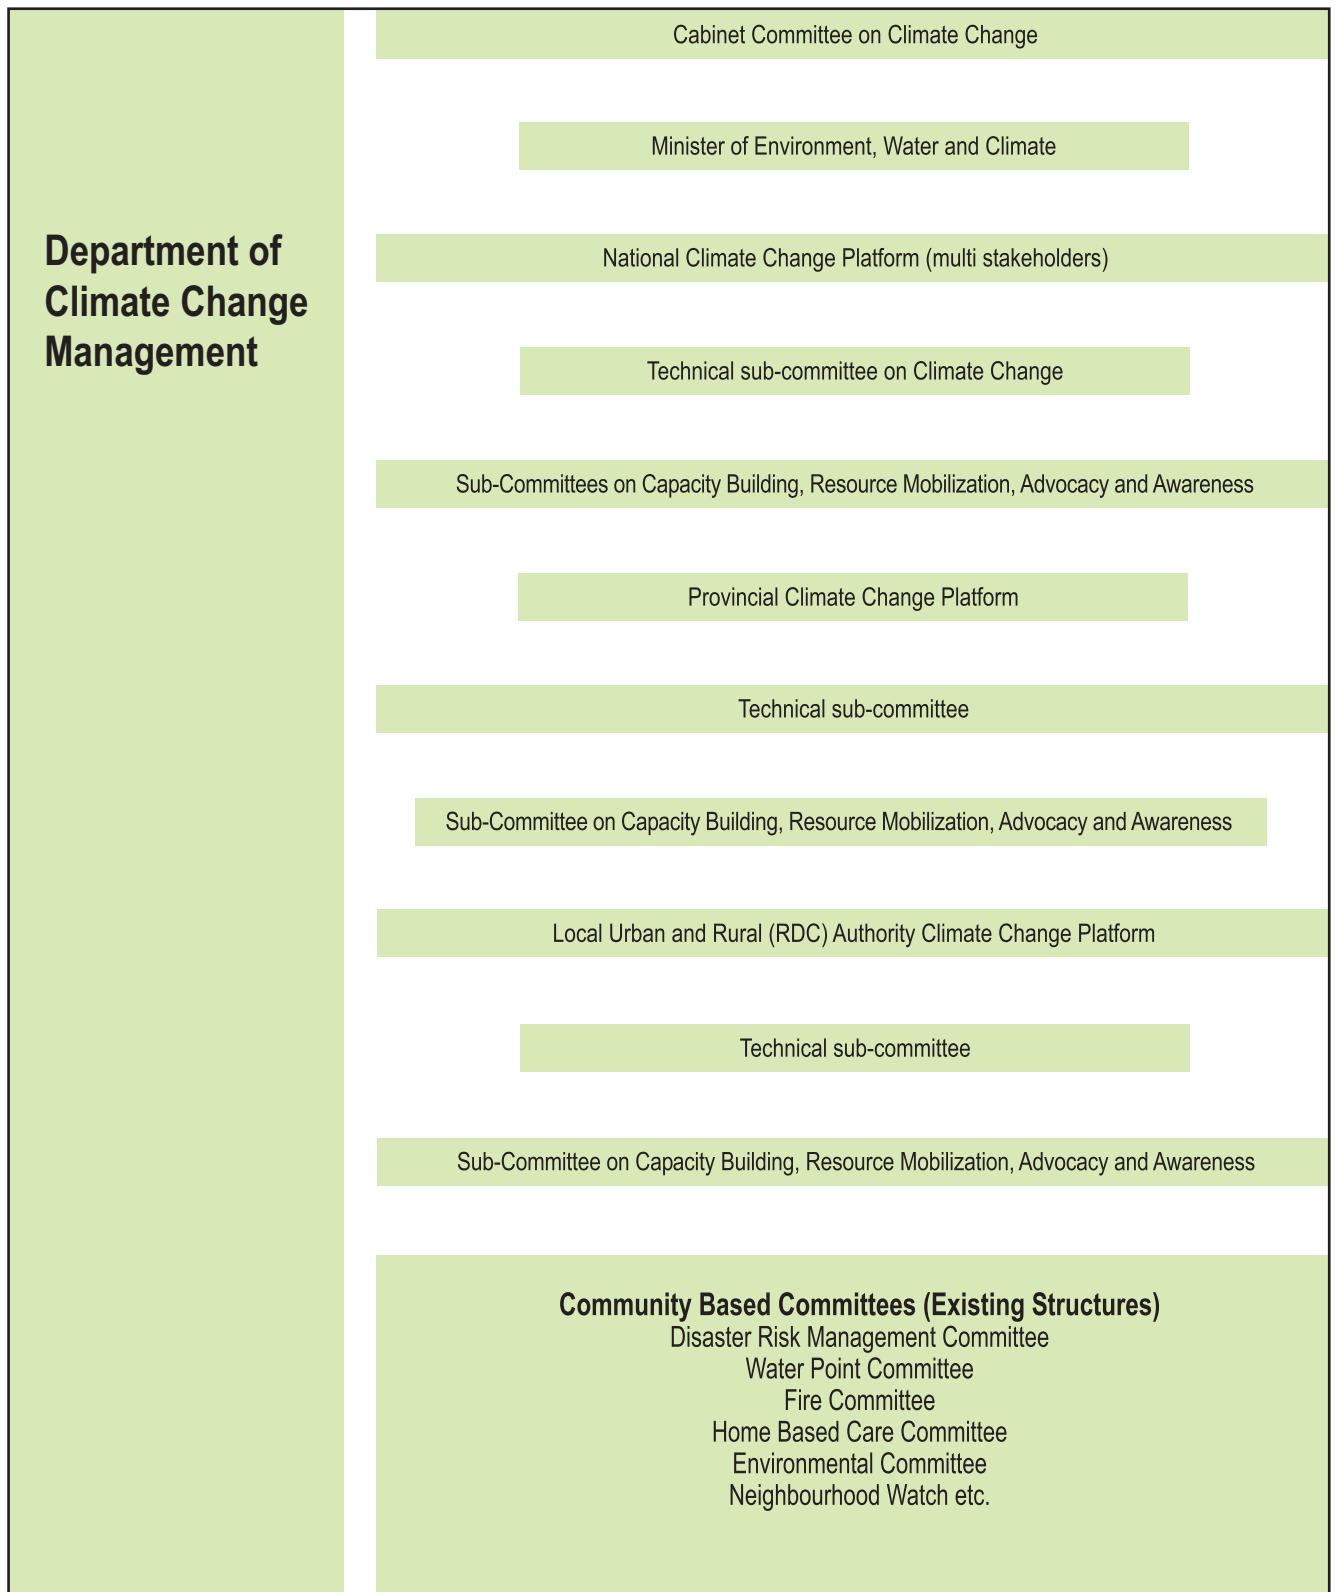 Department of
Climate Change
Management
Cabinet Committee on Climate Change
Minister of Environment, Water and Climate
National Climate Change Platform (multi stakeholders)
Technical sub-committee on Climate Change
Sub-Committees on Capacity Building, Resource Mobilization, Advocacy and Awareness
Provincial Climate Change Platform
Technical sub-committee
Sub-Committee on Capacity Building, Resource Mobilization, Advocacy and Awareness
Local Urban and Rural (RDC) Authority Climate Change Platform
Technical sub-committee
Sub-Committee on Capacity Building, Resource Mobilization, Advocacy and Awareness
Community Based Committees (Existing Structures)
Disaster Risk Management Committee
Water Point Committee
Fire Committee
Home Based Care Committee
Environmental Committee
Neighbourhood Watch etc.